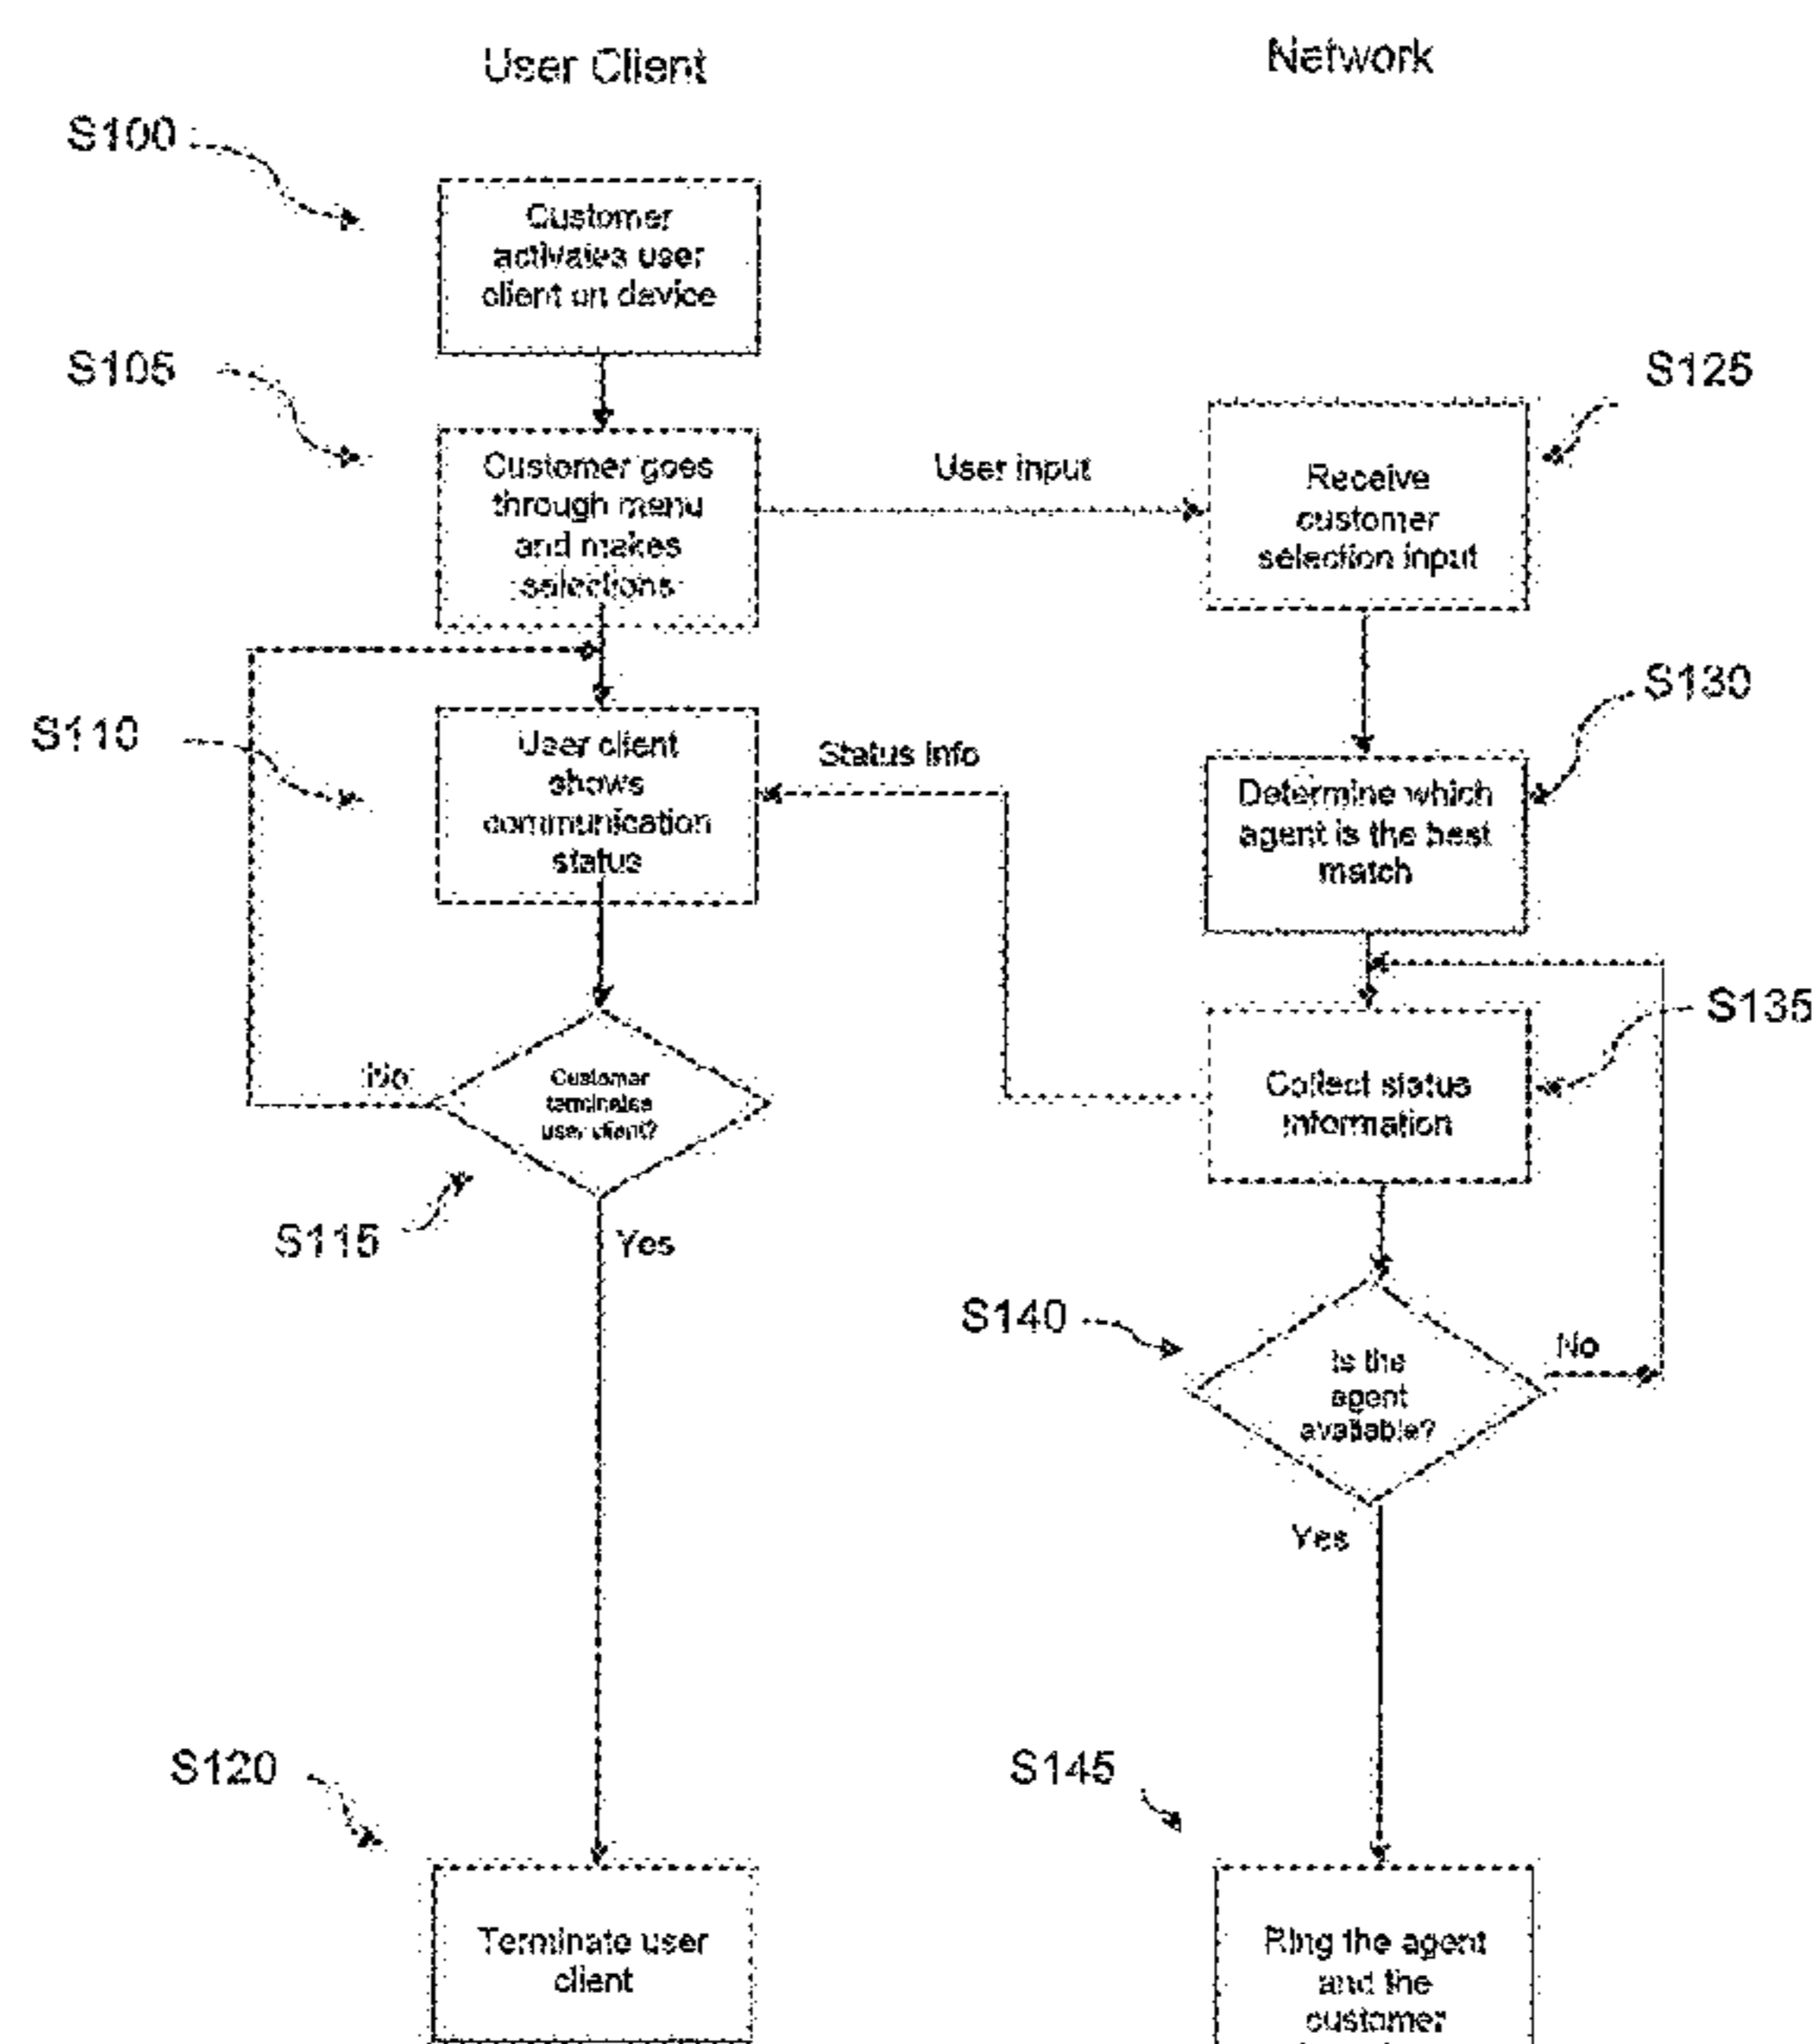 User Client
Network
S100
Customer
activates user
client on device
S105
Customer goes
through menu
and makes
selections
User input
S125
Receive
customer
selection input
S110
User client
shows
communication
status
Status info
S130
Determine which
agent is the best
match
S135
Collect status
information
No
Customer
terminates
user client?
S115
Yes
S140
Is the
agent
available?
No
Yes
S120
Terminate user
client
S145
Ring the agent
and the
customer